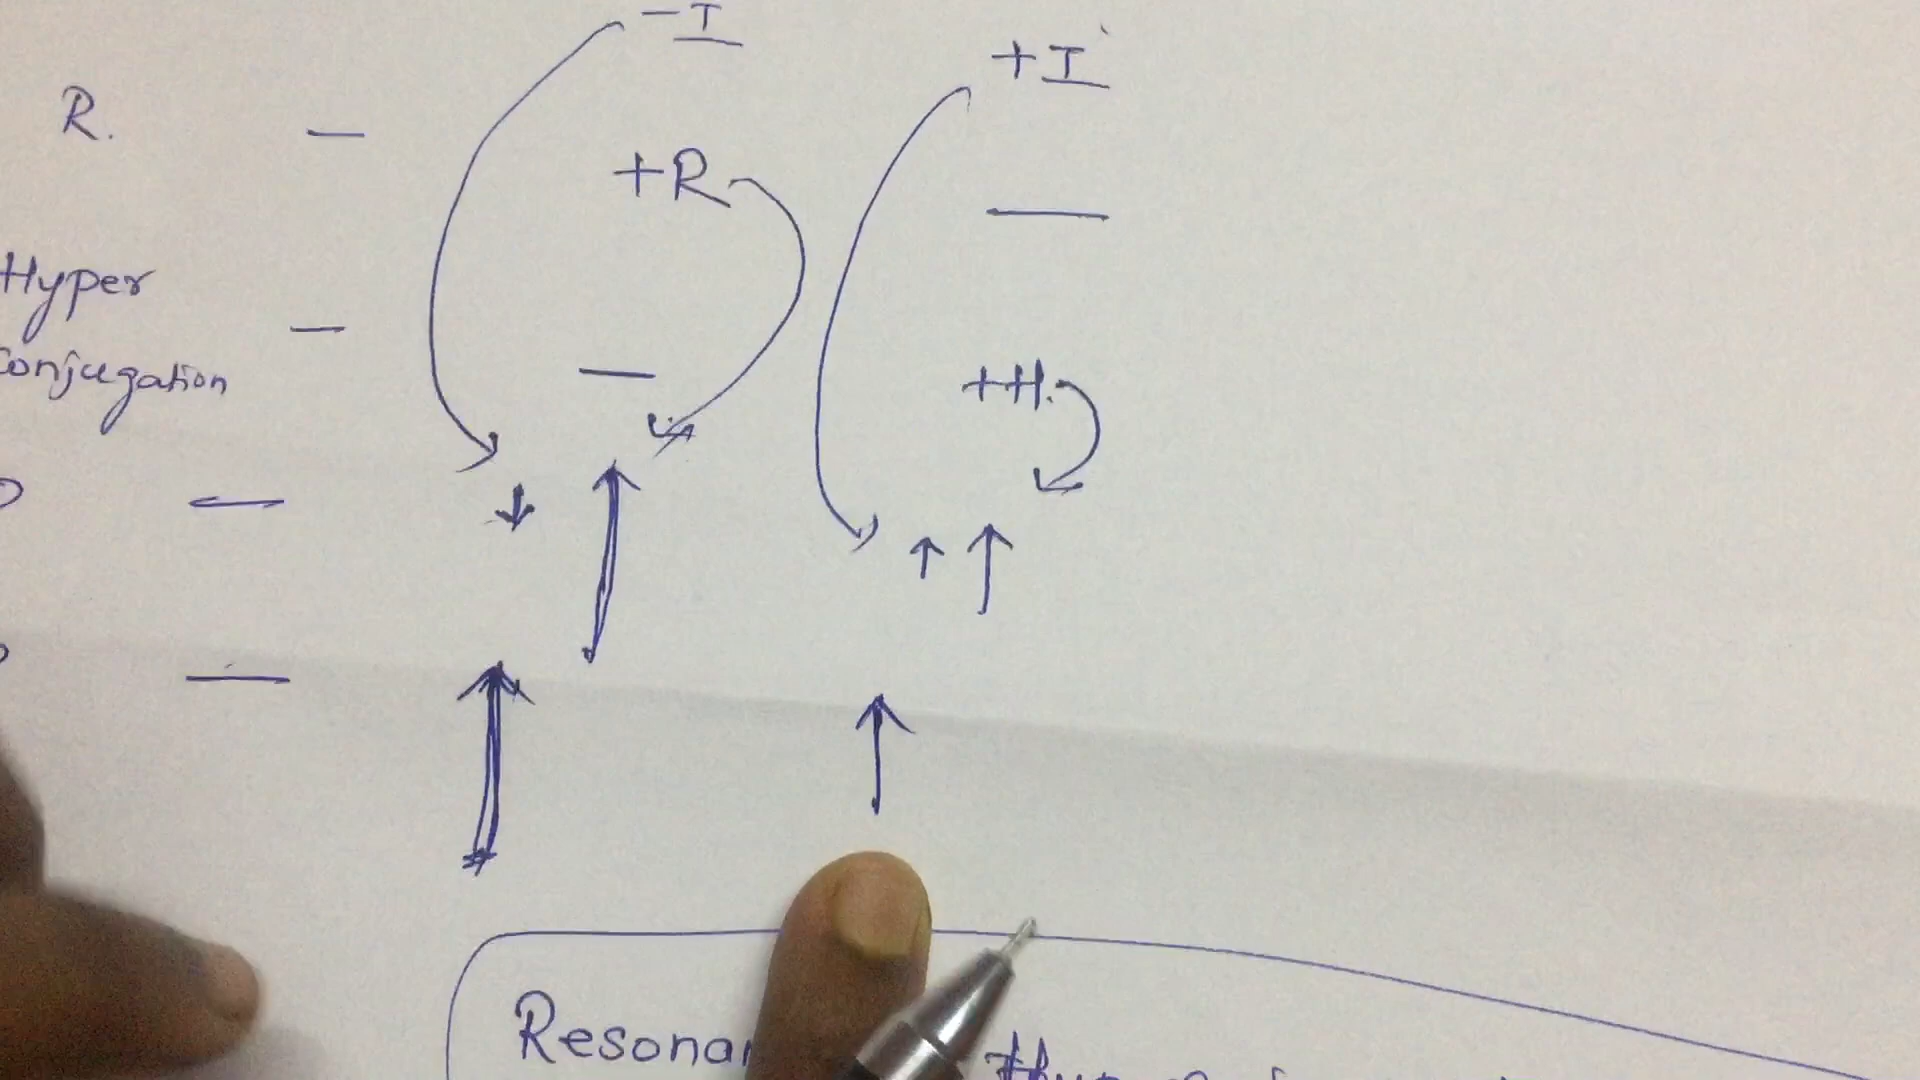 -I
+I
R. — +R —
Hyper
Conjugation — — +H.
O —
P —
Resonan